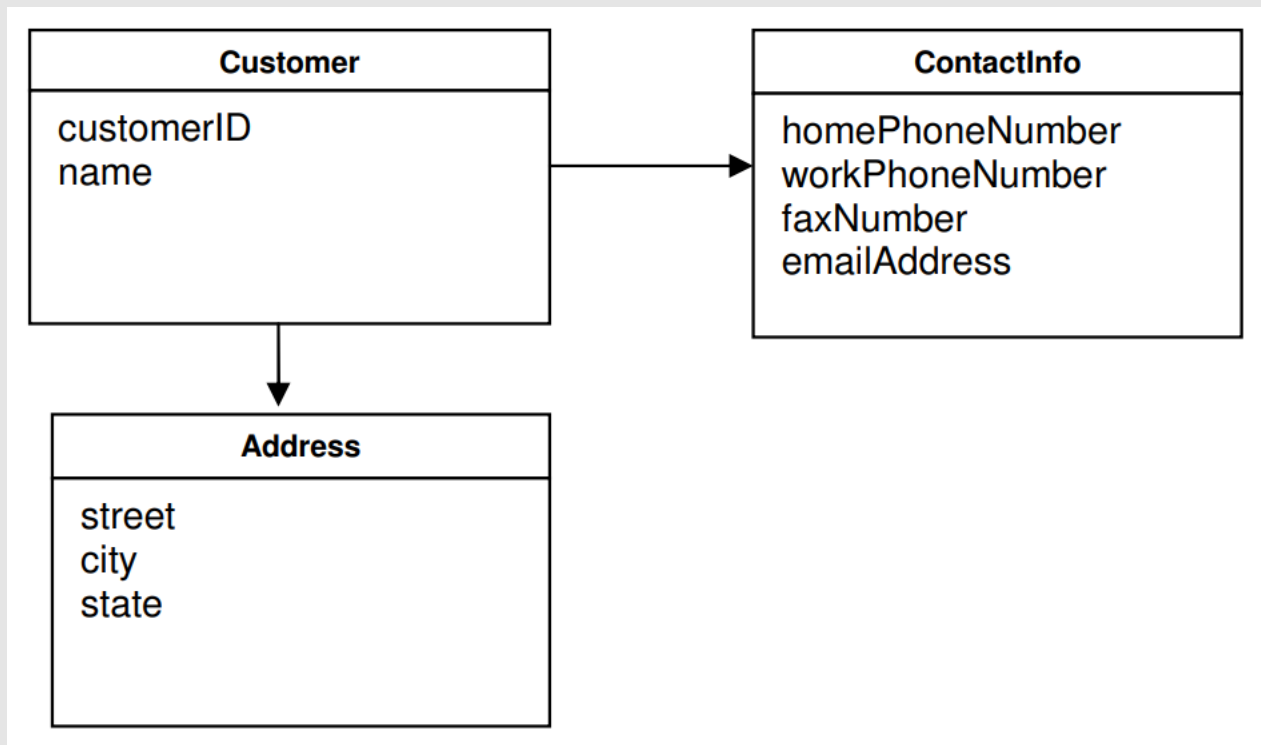 Customer
customerID
name
ContactInfo
homePhoneNumber
workPhoneNumber
faxNumber
emailAddress
Address
street
city
state